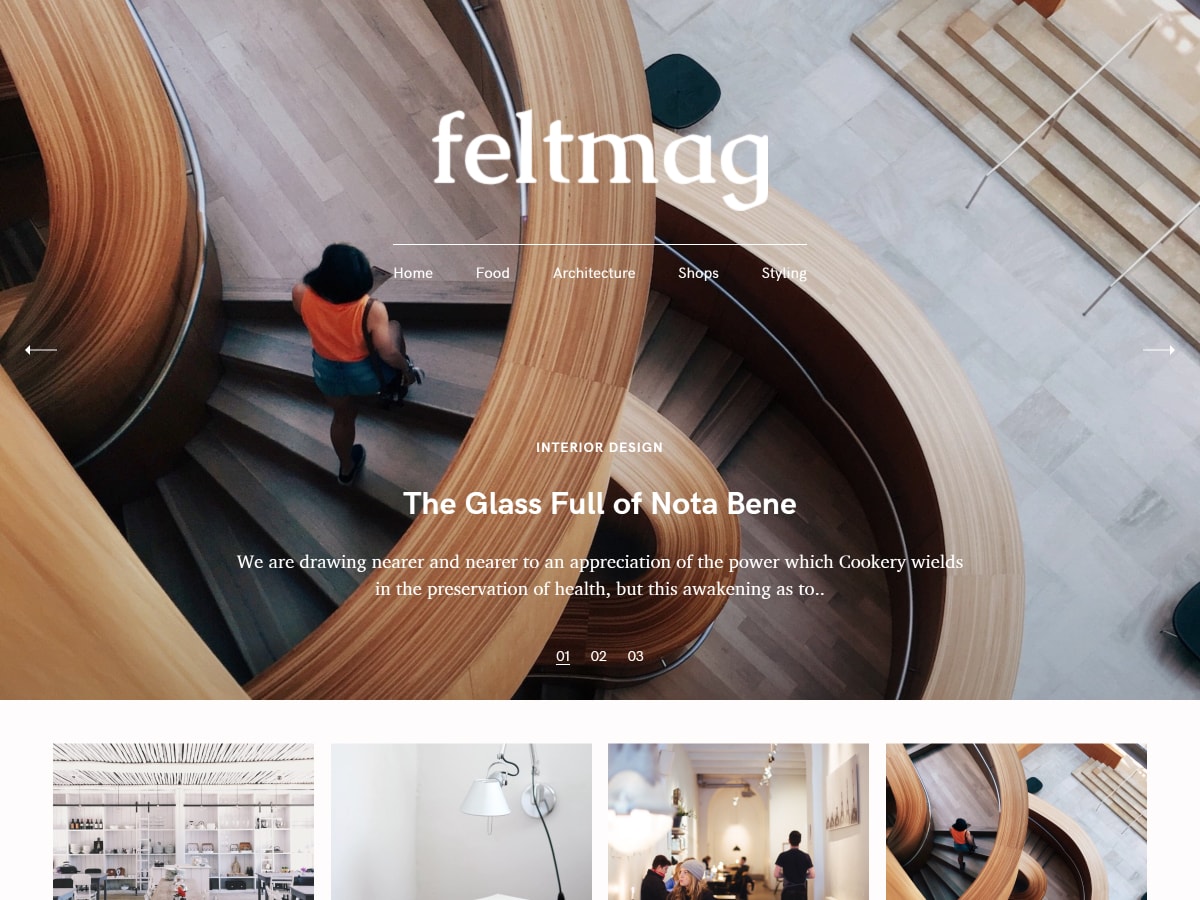 feltmag
Home Food Architecture Shops Styling
INTERIOR DESIGN
The Glass Full of Nota Bene
We are drawing nearer and nearer to an appreciation of the power which Cookery wields
in the preservation of health, but this awakening as to..
01 02 03